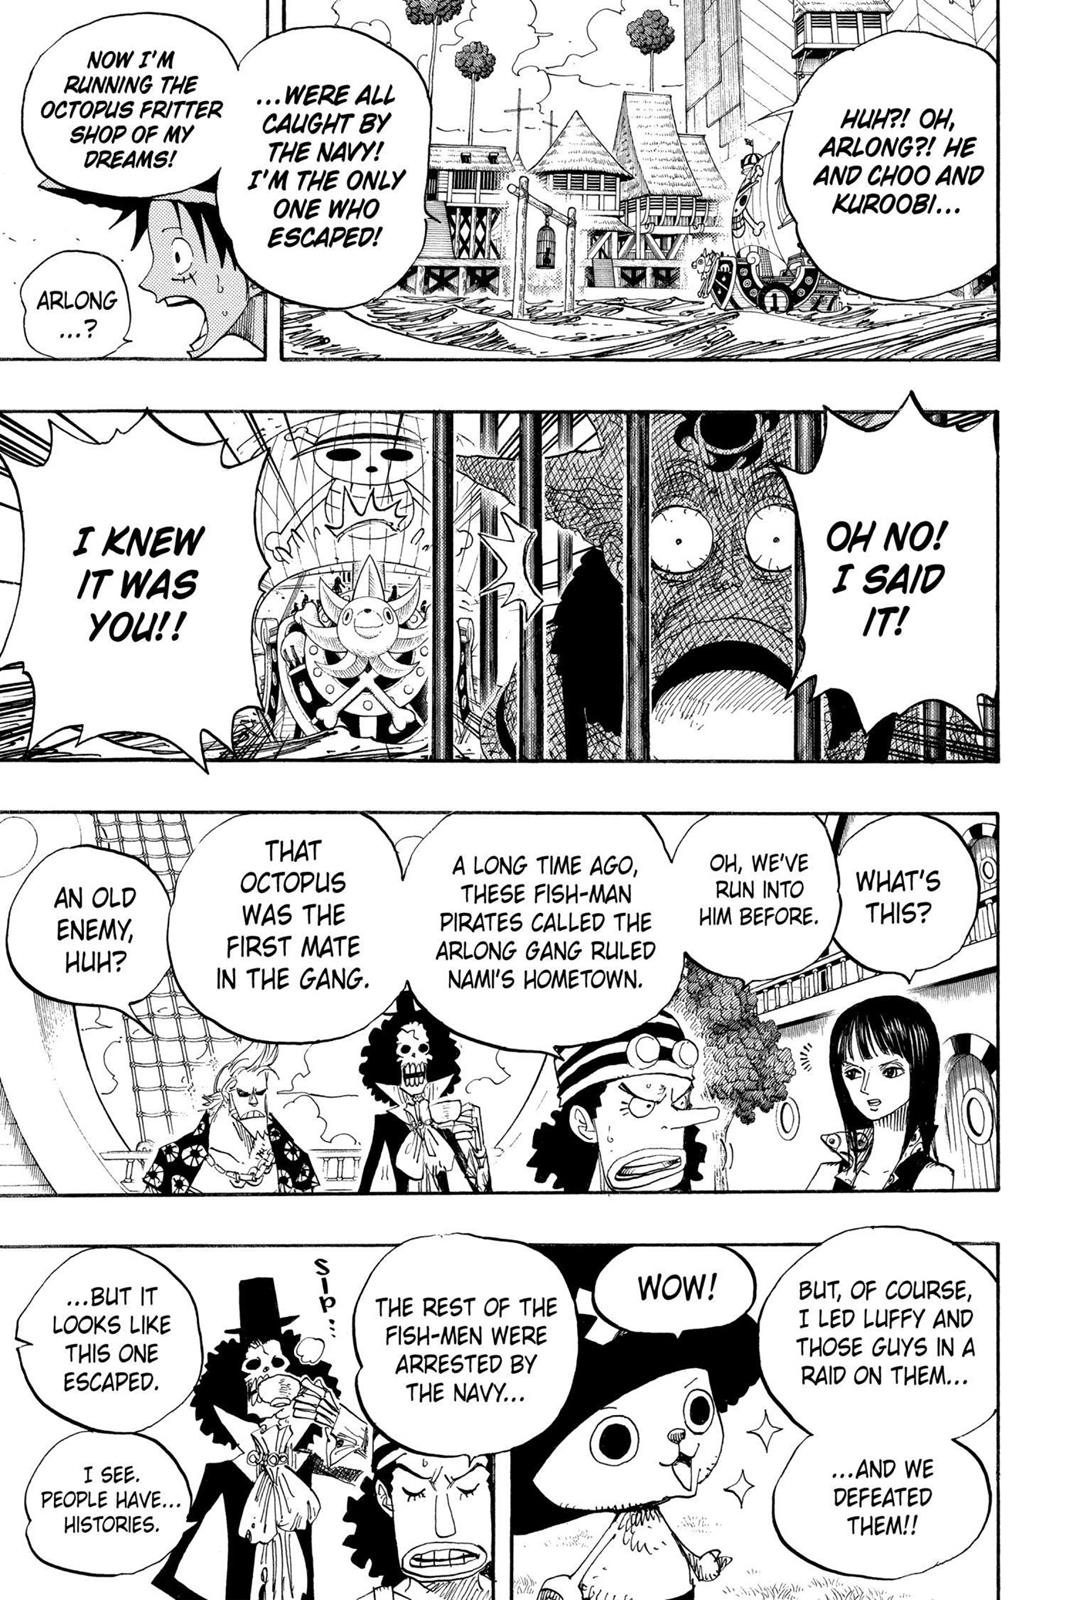 HUH?! OH,
ARLONG?! HE
AND CHOO AND
KUROOBI...
...WERE ALL
CAUGHT BY
THE NAVY!
I'M THE ONLY
ONE WHO
ESCAPED!
NOW I'M
RUNNING THE
OCTOPUS FRITTER
SHOP OF MY
DREAMS!
ARLONG
...?
1
OH NO!
I SAID
IT!
I KNEW
IT WAS
YOU!!
WHAT'S
THIS?
OH, WE'VE
RUN INTO
HIM BEFORE.
A LONG TIME AGO,
THESE FISH-MAN
PIRATES CALLED THE
ARLONG GANG RULED
NAMI'S HOMETOWN.
THAT
OCTOPUS
WAS THE
FIRST MATE
IN THE GANG.
AN OLD
ENEMY,
HUH?
BUT, OF COURSE,
I LED LUFFY AND
THOSE GUYS IN A
RAID ON THEM...
...AND WE
DEFEATED
THEM!!
WOW!
THE REST OF THE
FISH-MEN WERE
ARRESTED BY
THE NAVY...
SLP...
...BUT IT
LOOKS LIKE
THIS ONE
ESCAPED.
I SEE.
PEOPLE HAVE...
HISTORIES.